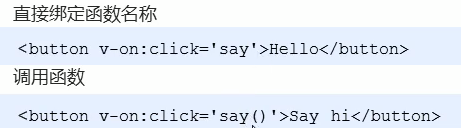 直接绑定函数名称
<button v-on:click='say'>Hello</button>
调用函数
<button v-on:click='say()'>Say hi</button>